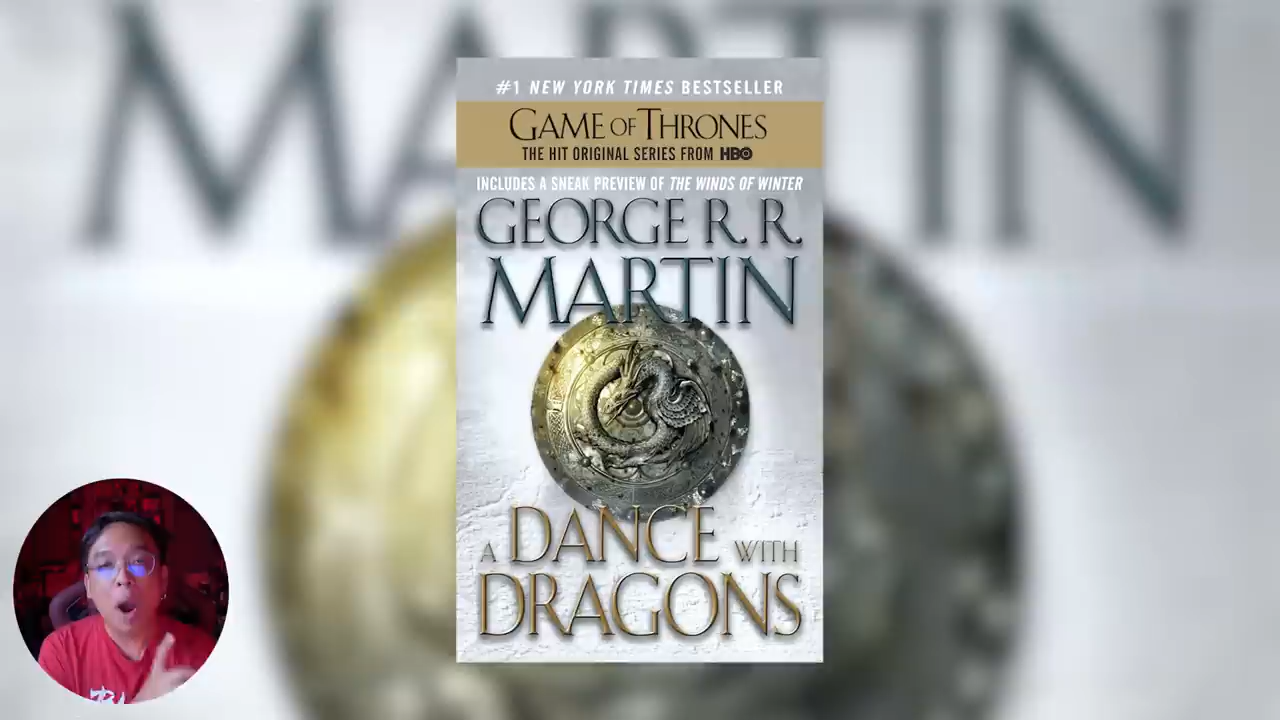 MARTIN
#1 NEW YORK TIMES BESTSELLER
GAME OF THRONES
THE HIT ORIGINAL SERIES FROM HBO
INCLUDES A SNEAK PREVIEW OF THE WINDS OF WINTER
GEORGE R. R.
MARTIN
A DANCE WITH
DRAGONS